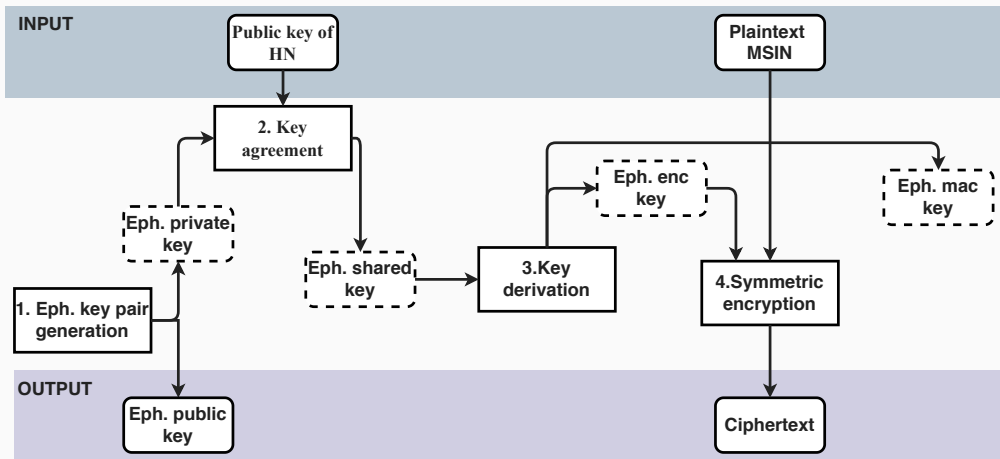 INPUT
Public key of
HN
Plaintext
MSIN
2. Key
agreement
Eph. enc
key
Eph. mac
key
Eph. private
key
Eph. shared
key
3.Key
derivation
4.Symmetric
encryption
1. Eph. key pair
generation
OUTPUT
Eph. public
key
Ciphertext